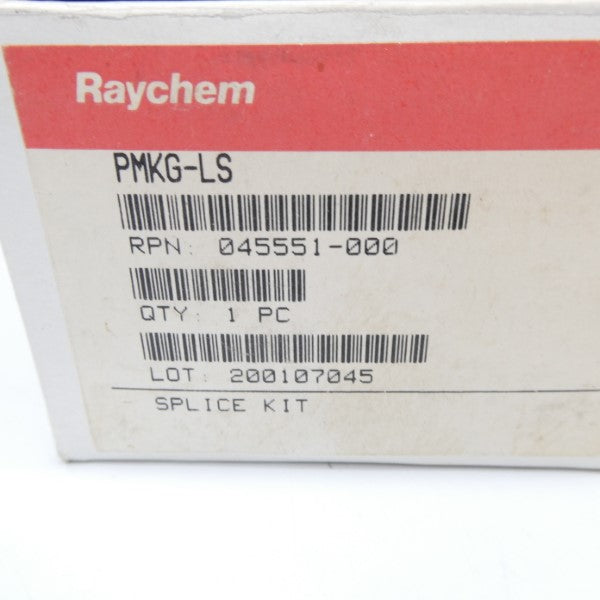 Raychem
PMKG-LS
RPN: 045551-000
QTY: 1 PC
LOT: 200107045
SPLICE KIT